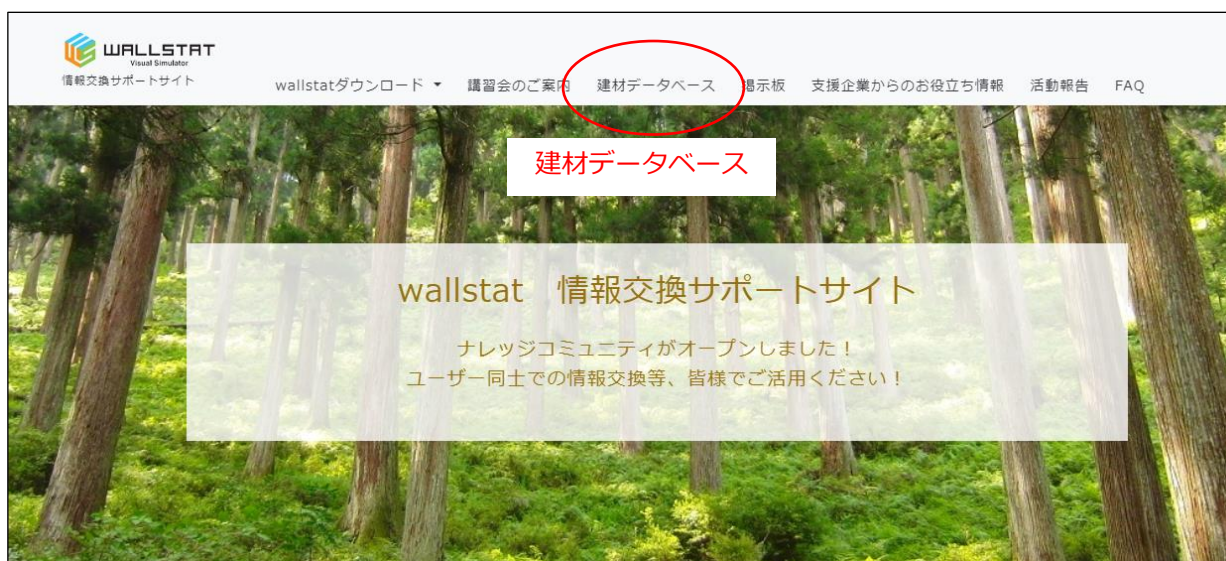 WALLSTAT
Visual Simulator
情報交換サポートサイト
wallstatダウンロード 講習会のご案内 建材データベース 掲示板 支援企業からのお役立ち情報 活動報告 FAQ
建材データベース
wallstat 情報交換サポートサイト
ナレッジコミュニティがオープンしました！
ユーザー同士での情報交換等、皆様でご活用ください！